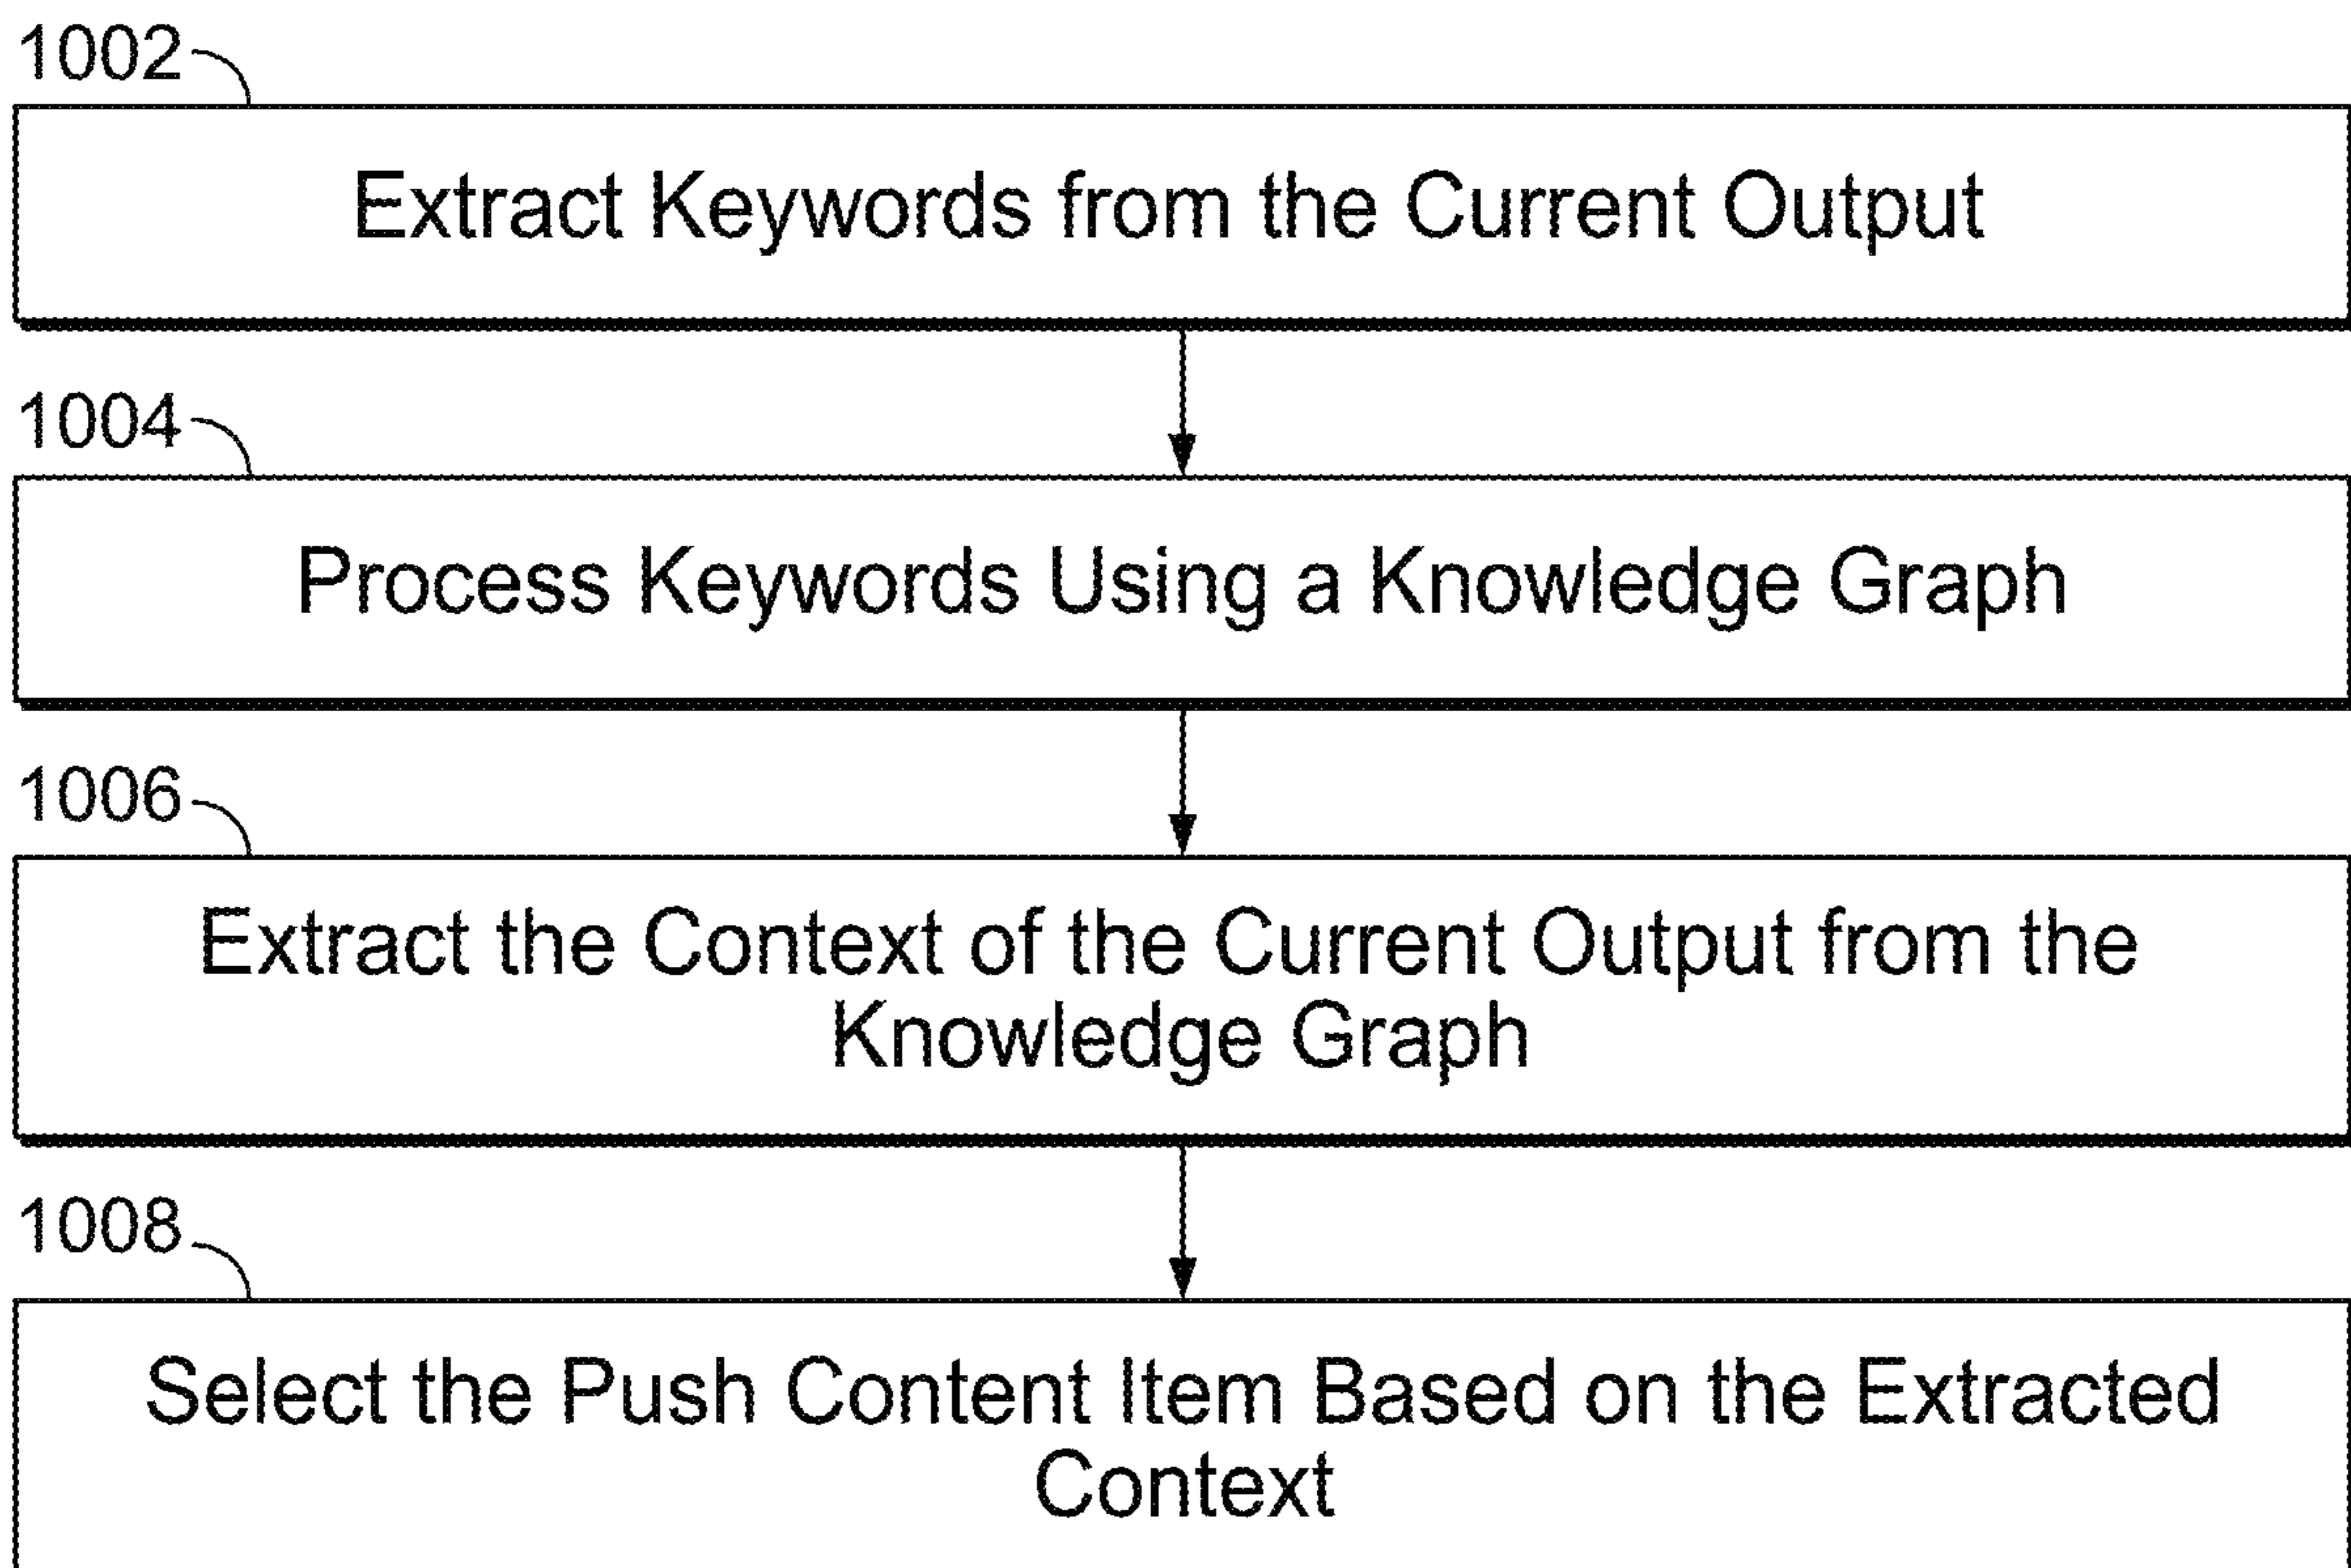 1002
Extract Keywords from the Current Output
1004
Process Keywords Using a Knowledge Graph
1006
Extract the Context of the Current Output from the
Knowledge Graph
1008
Select the Push Content Item Based on the Extracted
Context